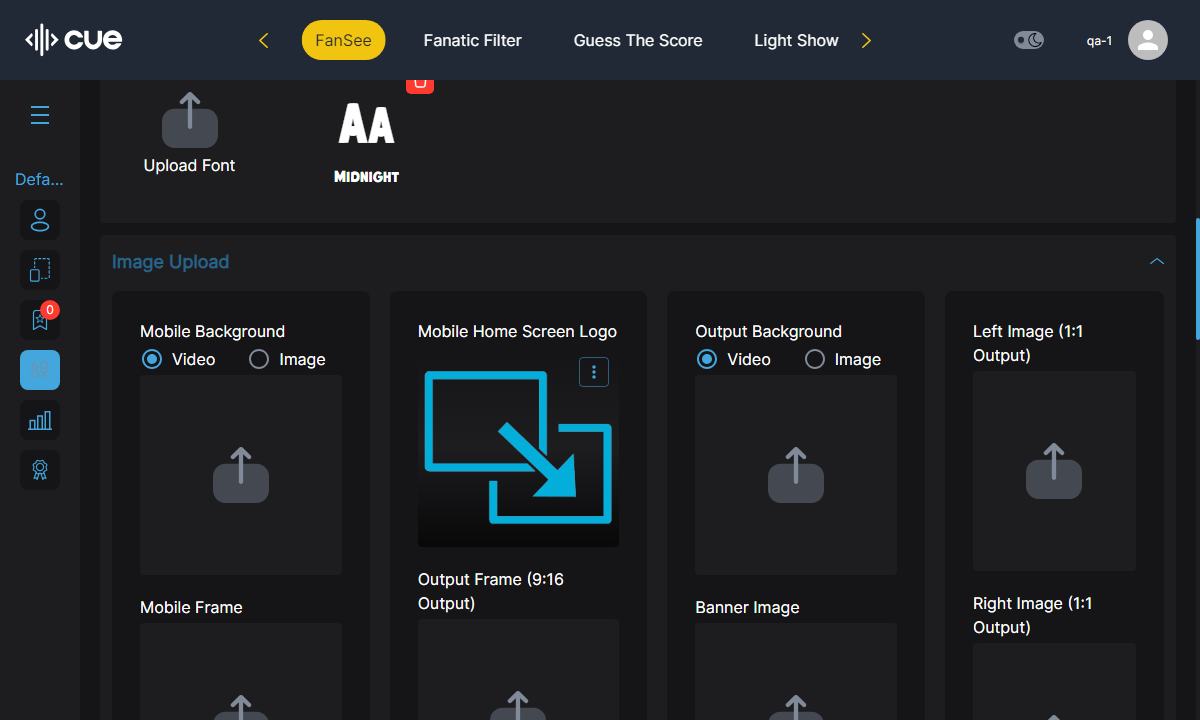 cue
FanSee
Fanatic Filter
Guess The Score
Light Show
qa-1
Defa...
0
Upload Font
AA
MIDNIGHT
Image Upload
Mobile Background
Video
Image
Mobile Home Screen Logo
Output Background
Video
Image
Left Image (1:1
Output)
Mobile Frame
Output Frame (9:16
Output)
Banner Image
Right Image (1:1
Output)